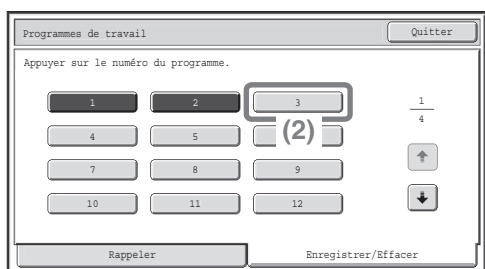 Programmes de travail Quitter
Appuyer sur le numéro du programme.
1 2 3 1
4
4 5 (2)
7 8 9
10 11 12
Rappeler Enregistrer/Effacer